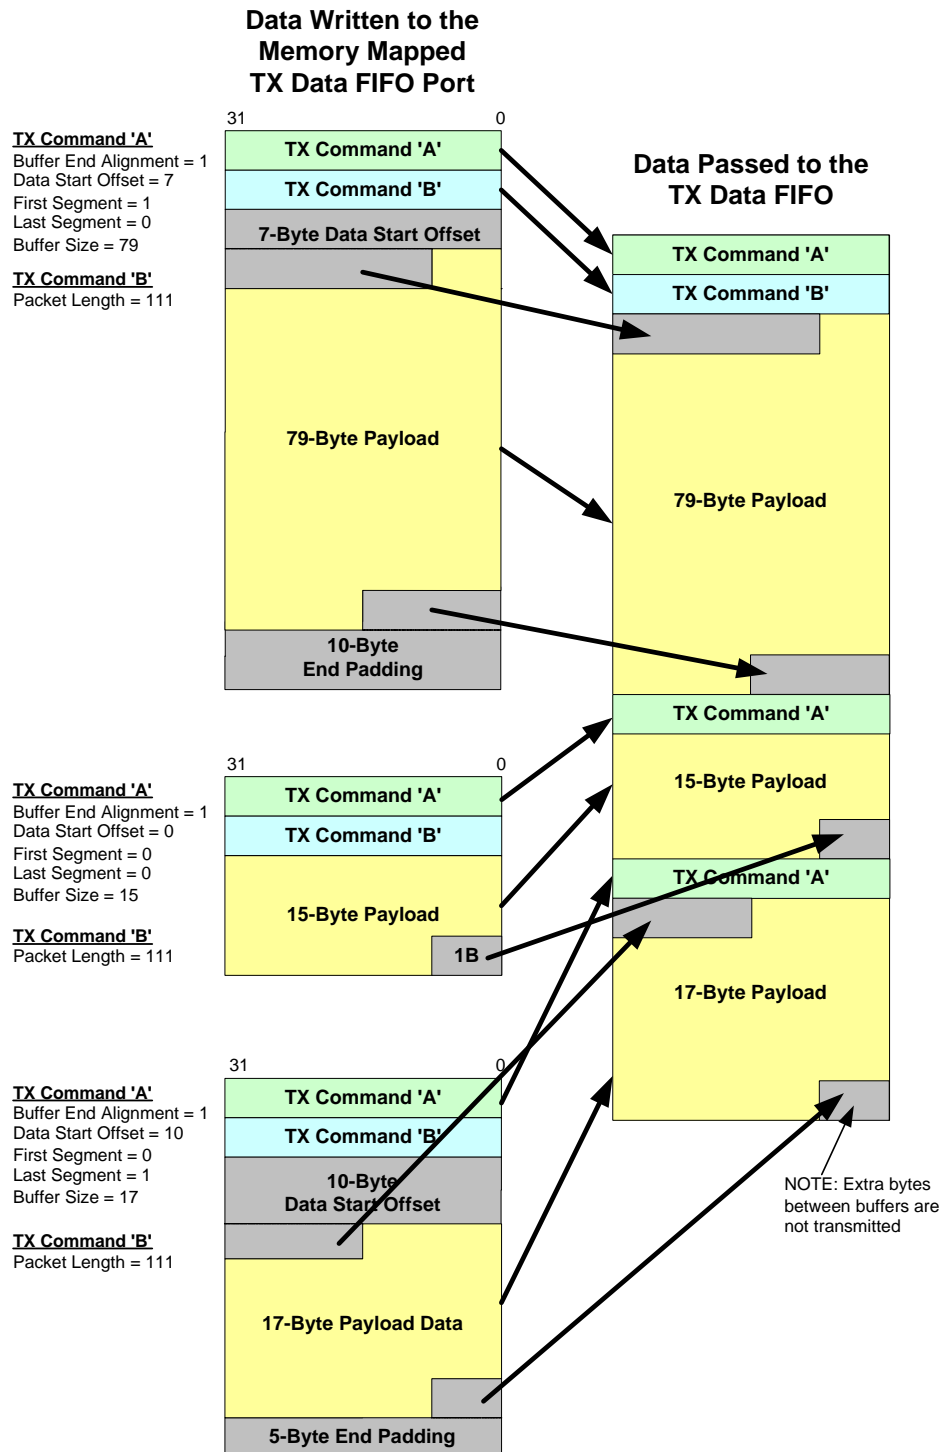 Data Written to the
Memory Mapped
TX Data FIFO Port
31
0
TX Command 'A'
Buffer End Alignment = 1
Data Start Offset = 7
First Segment = 1
Last Segment = 0
Buffer Size = 79
TX Command 'B'
Packet Length = 111
TX Command 'A'
TX Command 'B'
7-Byte Data Start Offset
79-Byte Payload
10-Byte
End Padding
Data Passed to the
TX Data FIFO
TX Command 'A'
TX Command 'B'
79-Byte Payload
TX Command 'A'
15-Byte Payload
TX Command 'A'
17-Byte Payload
NOTE: Extra bytes
between buffers are
not transmitted
31
0
TX Command 'A'
Buffer End Alignment = 1
Data Start Offset = 0
First Segment = 0
Last Segment = 0
Buffer Size = 15
TX Command 'B'
Packet Length = 111
TX Command 'A'
TX Command 'B'
15-Byte Payload
1B
31
0
TX Command 'A'
Buffer End Alignment = 1
Data Start Offset = 10
First Segment = 0
Last Segment = 1
Buffer Size = 17
TX Command 'B'
Packet Length = 111
TX Command 'A'
TX Command 'B'
10-Byte
Data Start Offset
17-Byte Payload Data
5-Byte End Padding